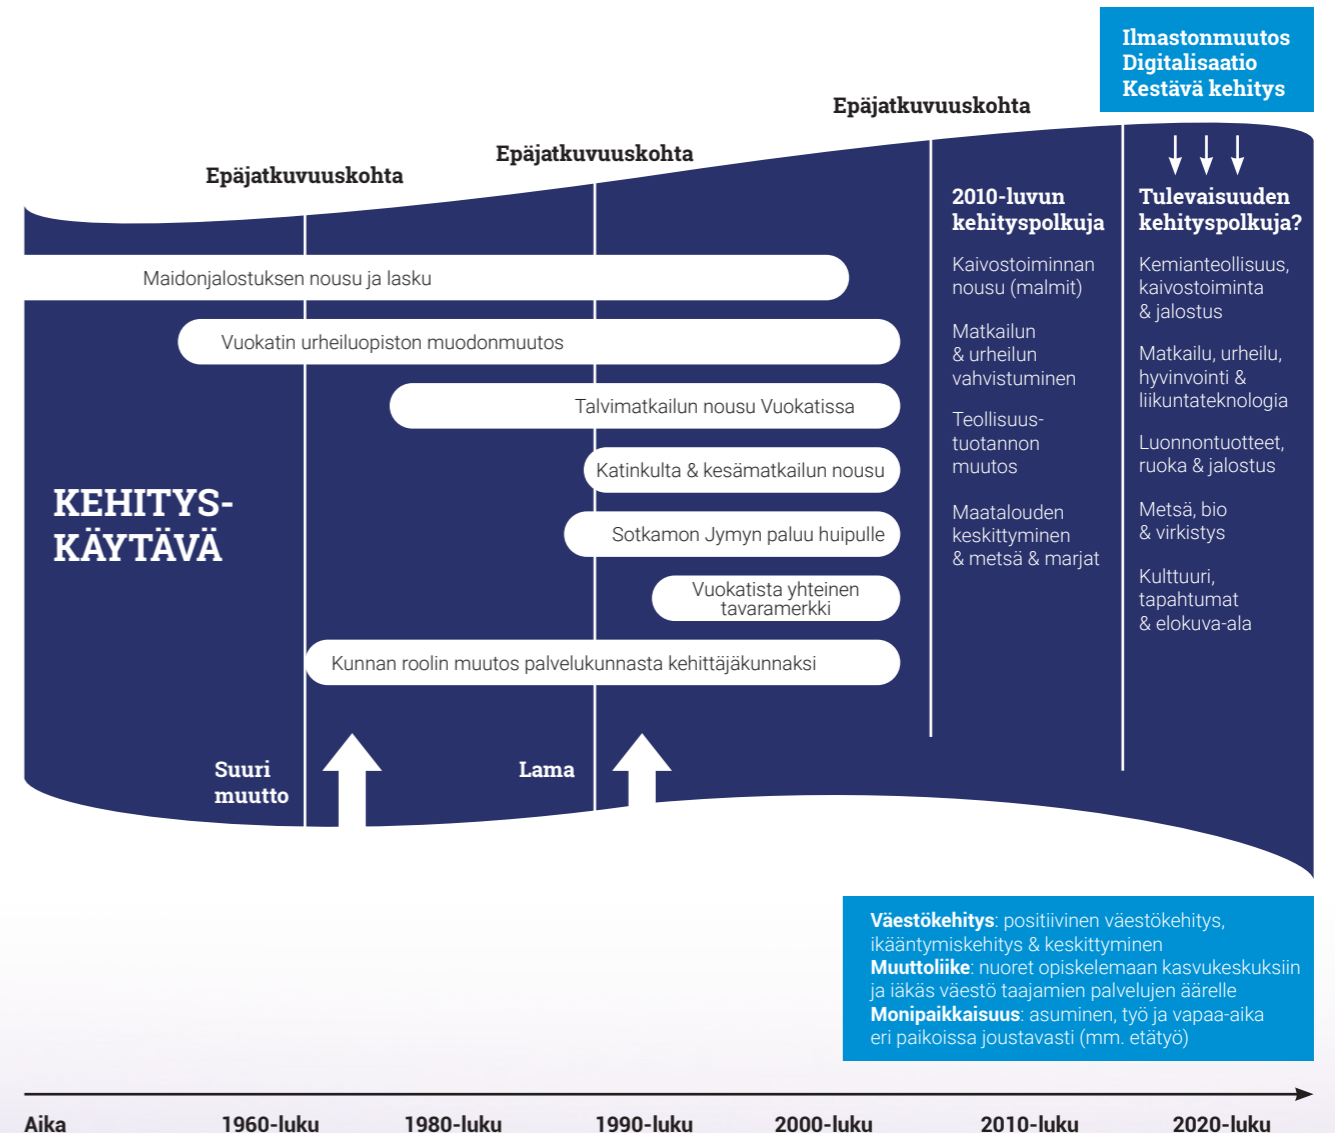 Ilmastonmuutos
Digitalisaatio
Kestävä kehitys
Epäjatkuvuuskohta
Epäjatkuvuuskohta
Epäjatkuvuuskohta
2010-luvun
kehityspolkuja
Kaivostoiminnan
nousu (malmit)
Matkailun
& urheilun
vahvistuminen
Teollisuus-
tuotannon
muutos
Maatalouden
keskittyminen
& metsä & marjat
Tulevaisuuden
kehityspolkuja?
Kemianteollisuus,
kaivostoiminta
& jalostus
Matkailu, urheilu,
hyvinvointi &
liikuntateknologia
Luonnontuotteet,
ruoka & jalostus
Metsä, bio
& virkistys
Kulttuuri,
tapahtumat
& elokuva-ala
Maidonjalostuksen nousu ja lasku
Vuokatin urheiluopiston muodonmuutos
Talvimatkailun nousu Vuokatissa
Katinkulta & kesämatkailun nousu
Sotkamon Jymyn paluu huipulle
Vuokatista yhteinen
tavaramerkki
Kunnan roolin muutos palvelukunnasta kehittäjäkunnaksi
KEHITYS-
KÄYTÄVÄ
Suuri
muutto
Lama
Väestökehitys: positiivinen väestökehitys,
ikääntymiskehitys & keskittyminen
Muuttoliike: nuoret opiskelemaan kasvukeskuksiin
ja iäkäs väestö taajamien palvelujen äärelle
Monipaikkaisuus: asuminen, työ ja vapaa-aika
eri paikoissa joustavasti (mm. etätyö)
Aika 1960-luku 1980-luku 1990-luku 2000-luku 2010-luku 2020-luku